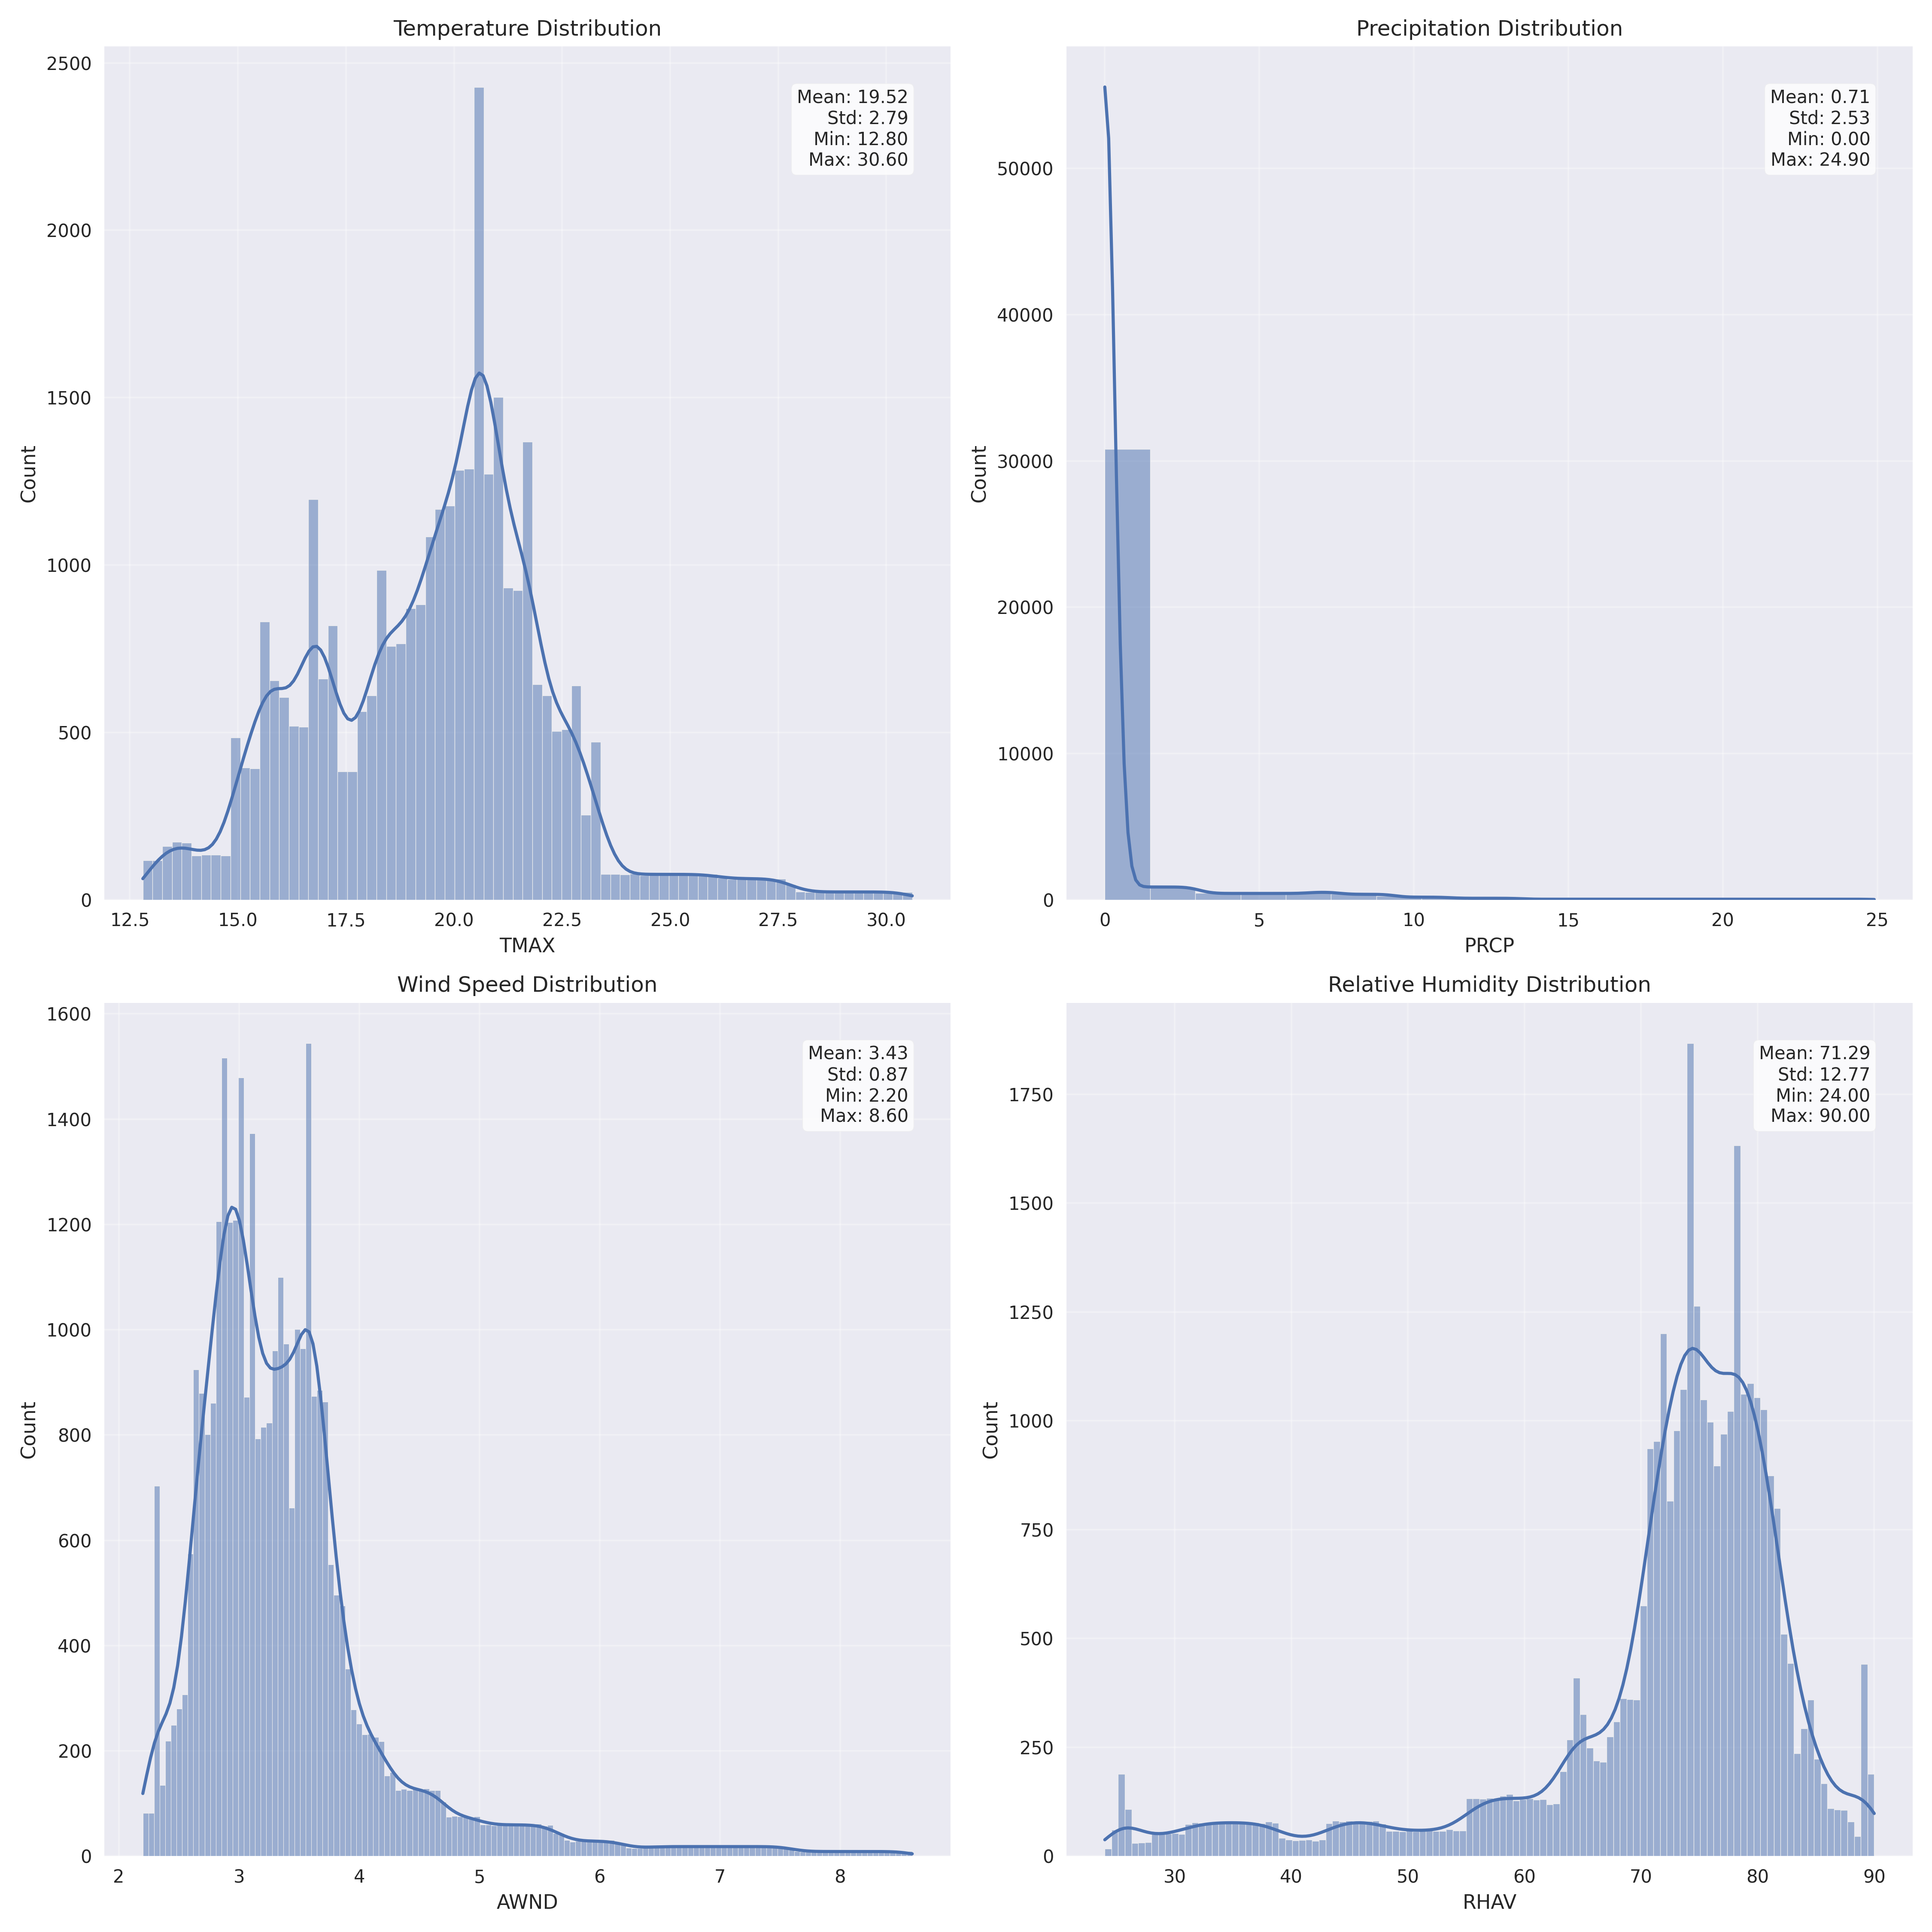 Temperature Distribution
2500
2000
1500
1000
500
0
Count
Mean: 19.52
Std: 2.79
Min: 12.80
Max: 30.60
12.5 15.0 17.5 20.0 22.5 25.0 27.5 30.0
TMAX
Precipitation Distribution
50000
40000
30000
20000
10000
0
Count
Mean: 0.71
Std: 2.53
Min: 0.00
Max: 24.90
0 5 10 15 20 25
PRCP
Wind Speed Distribution
1600
1400
1200
1000
800
600
400
200
0
Count
Mean: 3.43
Std: 0.87
Min: 2.20
Max: 8.60
2 3 4 5 6 7 8
AWND
Relative Humidity Distribution
1750
1500
1250
1000
750
500
250
0
Count
Mean: 71.29
Std: 12.77
Min: 24.00
Max: 90.00
30 40 50 60 70 80 90
RHAV